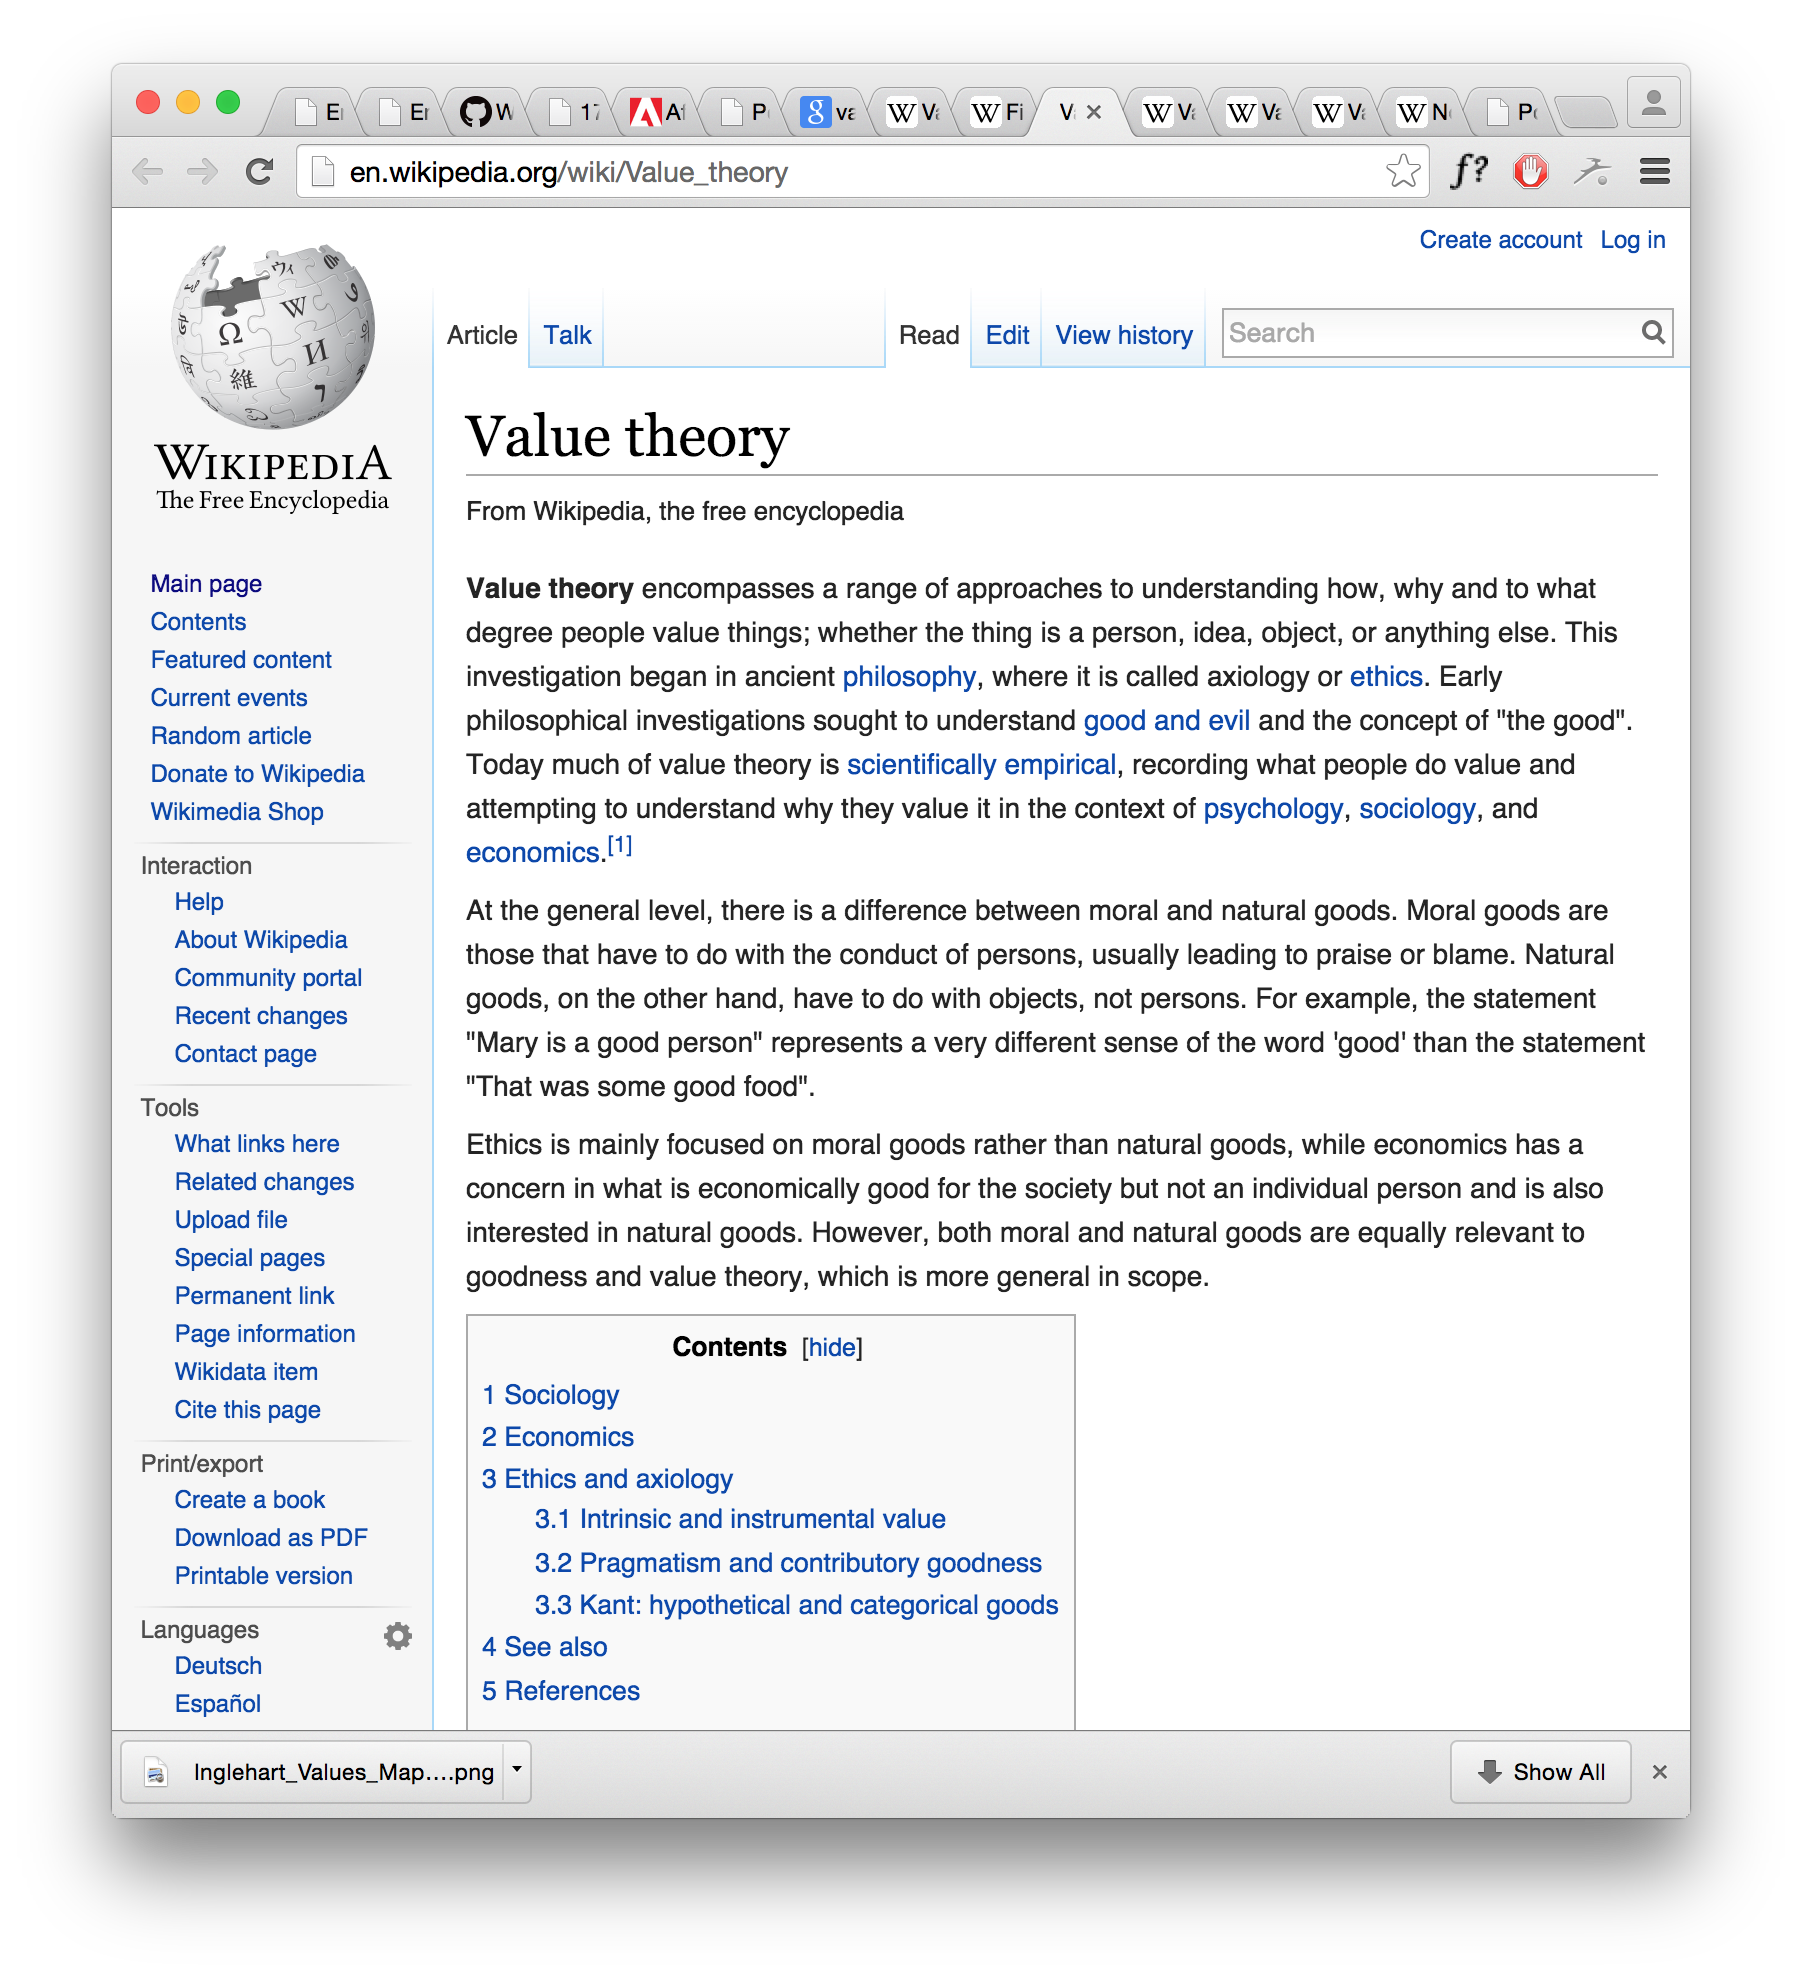 E
Er
W
17
A
P
va
Va
Fi
V
Va
Va
Va
N
Po
en.wikipedia.org/wiki/Value_theory
f?
Create account Log in
Article Talk Read Edit View history Search
WIKIPEDIA
The Free Encyclopedia
Main page
Contents
Featured content
Current events
Random article
Donate to Wikipedia
Wikimedia Shop
Interaction
Help
About Wikipedia
Community portal
Recent changes
Contact page
Tools
What links here
Related changes
Upload file
Special pages
Permanent link
Page information
Wikidata item
Cite this page
Print/export
Create a book
Download as PDF
Printable version
Languages
Deutsch
Español
Value theory
From Wikipedia, the free encyclopedia
Value theory encompasses a range of approaches to understanding how, why and to what
degree people value things; whether the thing is a person, idea, object, or anything else. This
investigation began in ancient philosophy, where it is called axiology or ethics. Early
philosophical investigations sought to understand good and evil and the concept of "the good".
Today much of value theory is scientifically empirical, recording what people do value and
attempting to understand why they value it in the context of psychology, sociology, and
economics.[1]
At the general level, there is a difference between moral and natural goods. Moral goods are
those that have to do with the conduct of persons, usually leading to praise or blame. Natural
goods, on the other hand, have to do with objects, not persons. For example, the statement
"Mary is a good person" represents a very different sense of the word 'good' than the statement
"That was some good food".
Ethics is mainly focused on moral goods rather than natural goods, while economics has a
concern in what is economically good for the society but not an individual person and is also
interested in natural goods. However, both moral and natural goods are equally relevant to
goodness and value theory, which is more general in scope.
Contents [hide]
1 Sociology
2 Economics
3 Ethics and axiology
3.1 Intrinsic and instrumental value
3.2 Pragmatism and contributory goodness
3.3 Kant: hypothetical and categorical goods
4 See also
5 References
Inglehart_Values_Map....png
Show All